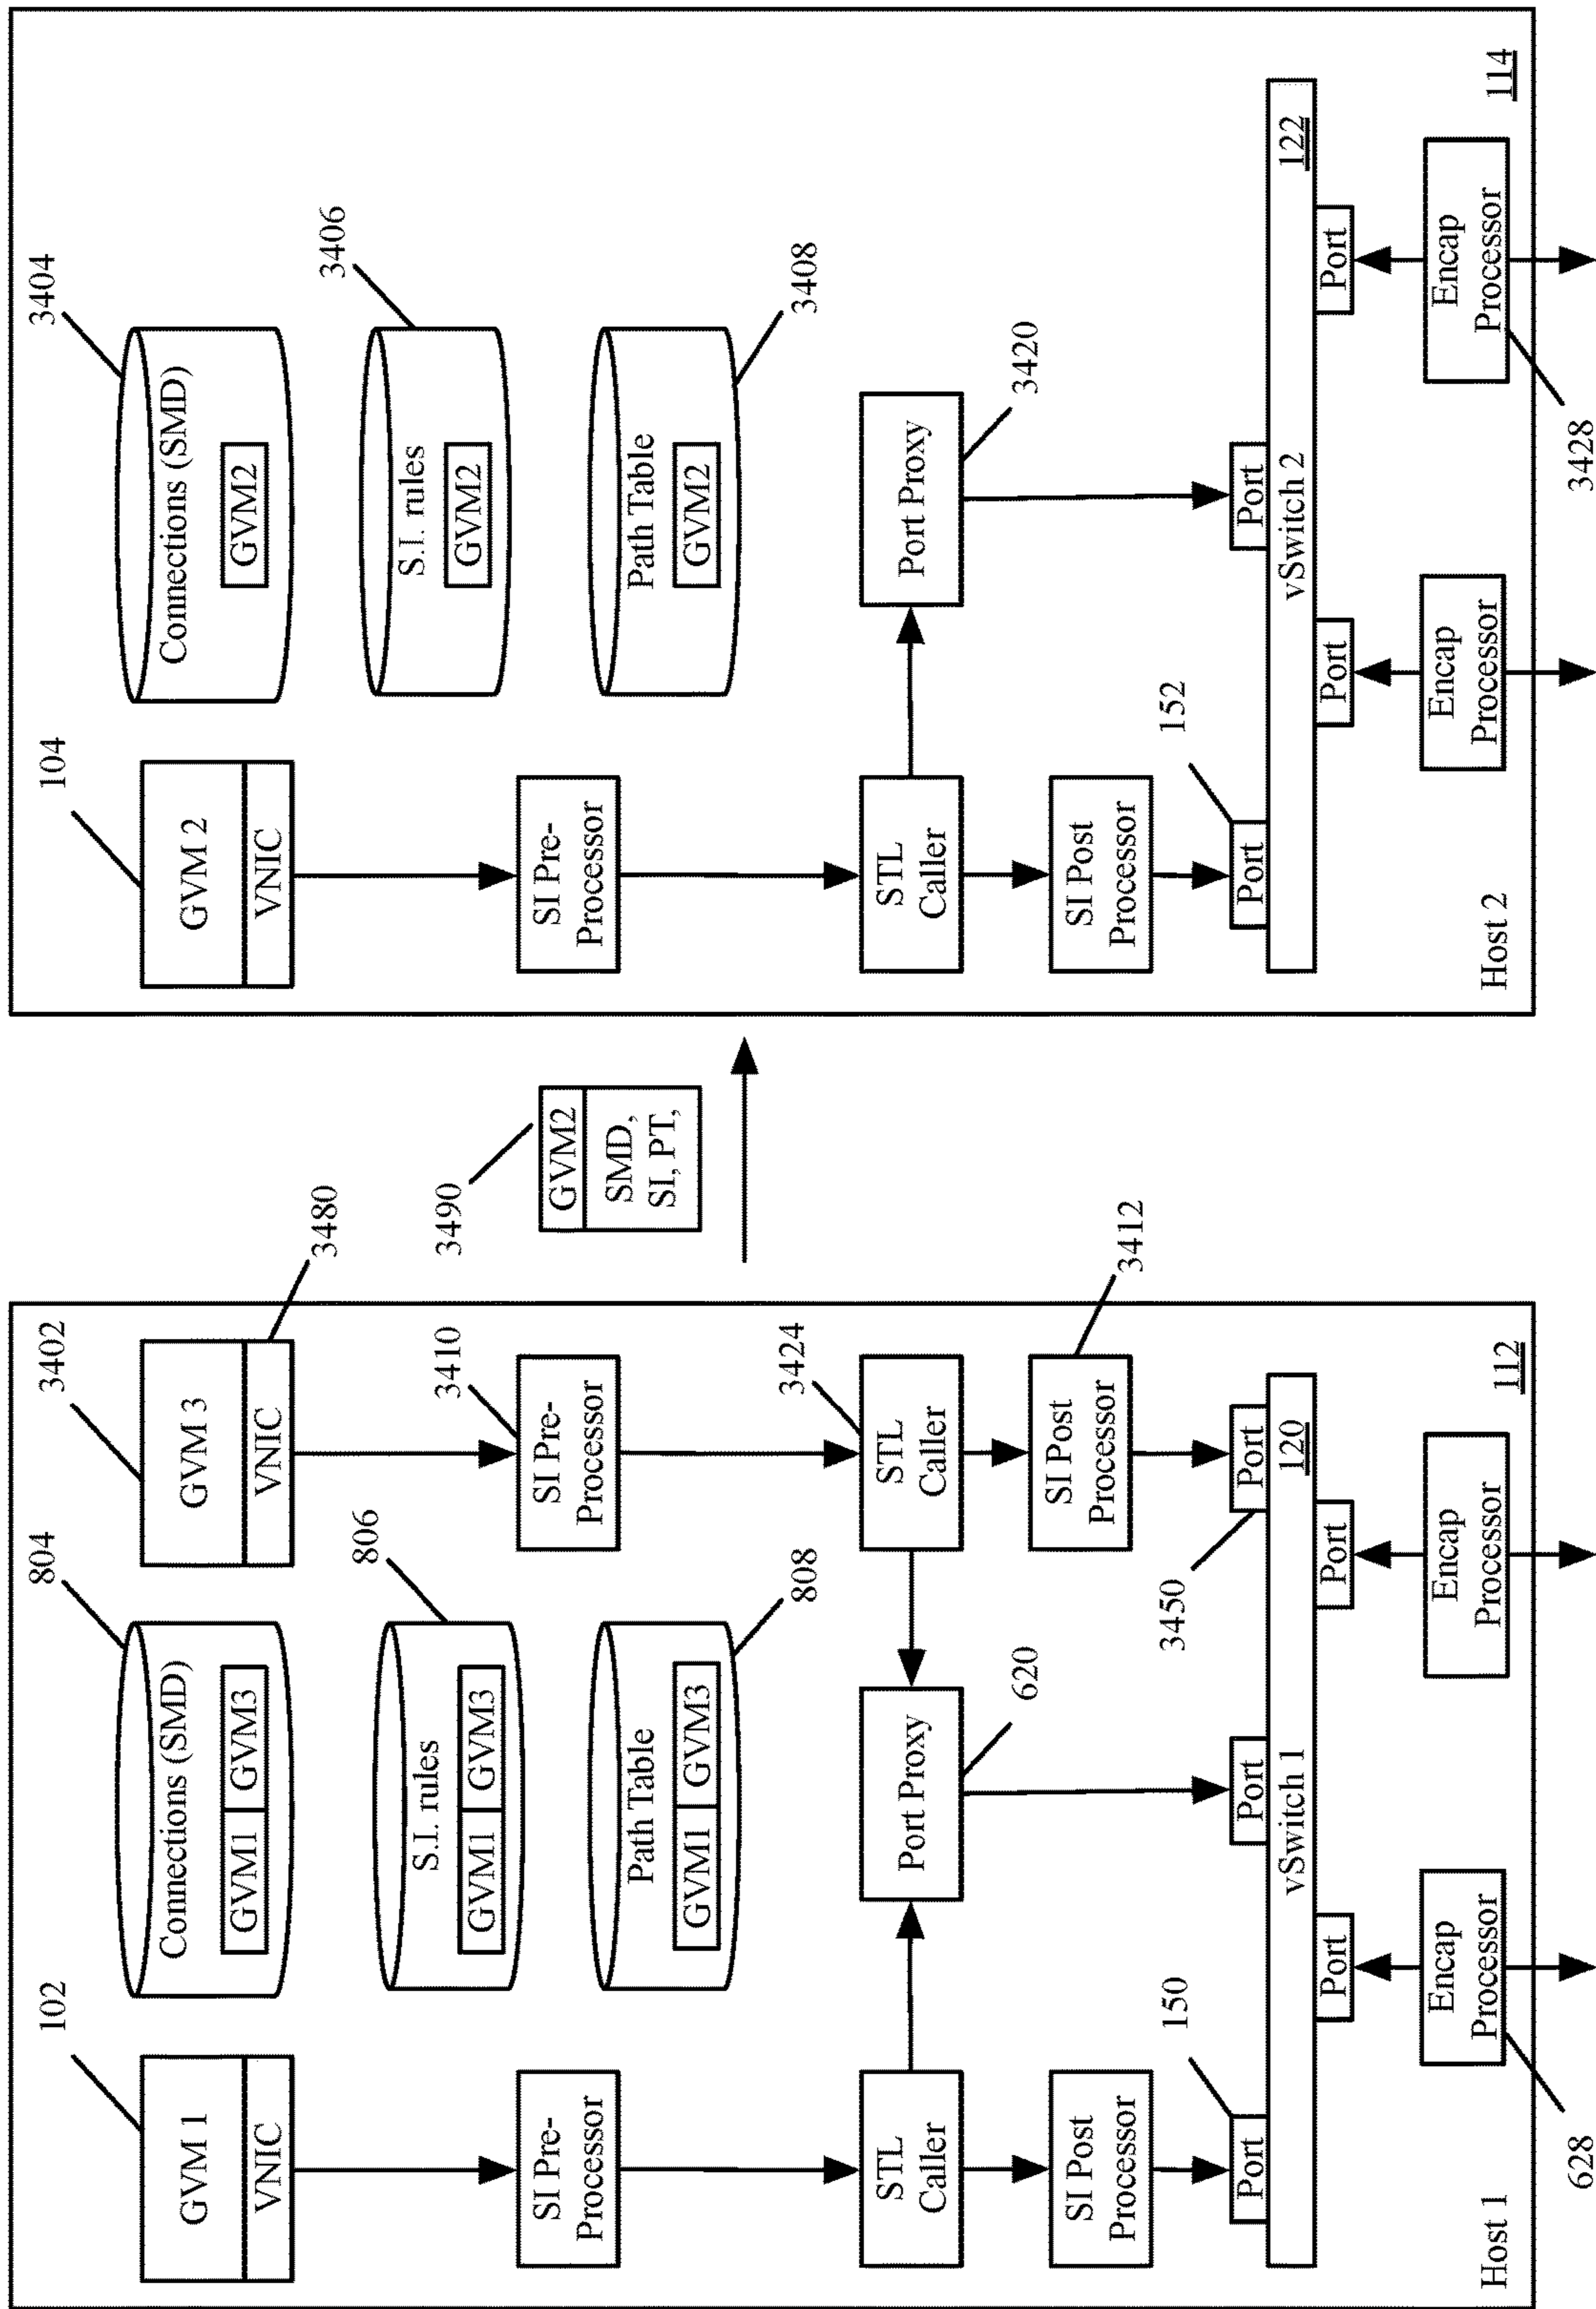 102
GVM 1
VNIC
804
Connections (SMD)
GVM1
GVM3
3402
GVM 3
VNIC
3480
SI Pre-
Processor
806
S.I. rules
GVM1
GVM3
3410
SI Pre-
Processor
Path Table
GVM1
GVM3
808
STL
Caller
Port Proxy
620
3424
STL
Caller
SI Post
Processor
SI Post
Processor
3412
150
Port
Port
3450
Port
vSwitch 1
120
Port
Port
Encap
Processor
Encap
Processor
Host 1
112
628
3490
GVM2
SMD,
SI, PT,
104
GVM 2
VNIC
3404
Connections (SMD)
GVM2
SI Pre-
Processor
3406
S.I. rules
GVM2
Path Table
GVM2
3408
STL
Caller
Port Proxy
3420
SI Post
Processor
152
Port
Port
vSwitch 2
122
Port
Port
Encap
Processor
Encap
Processor
Host 2
114
3428